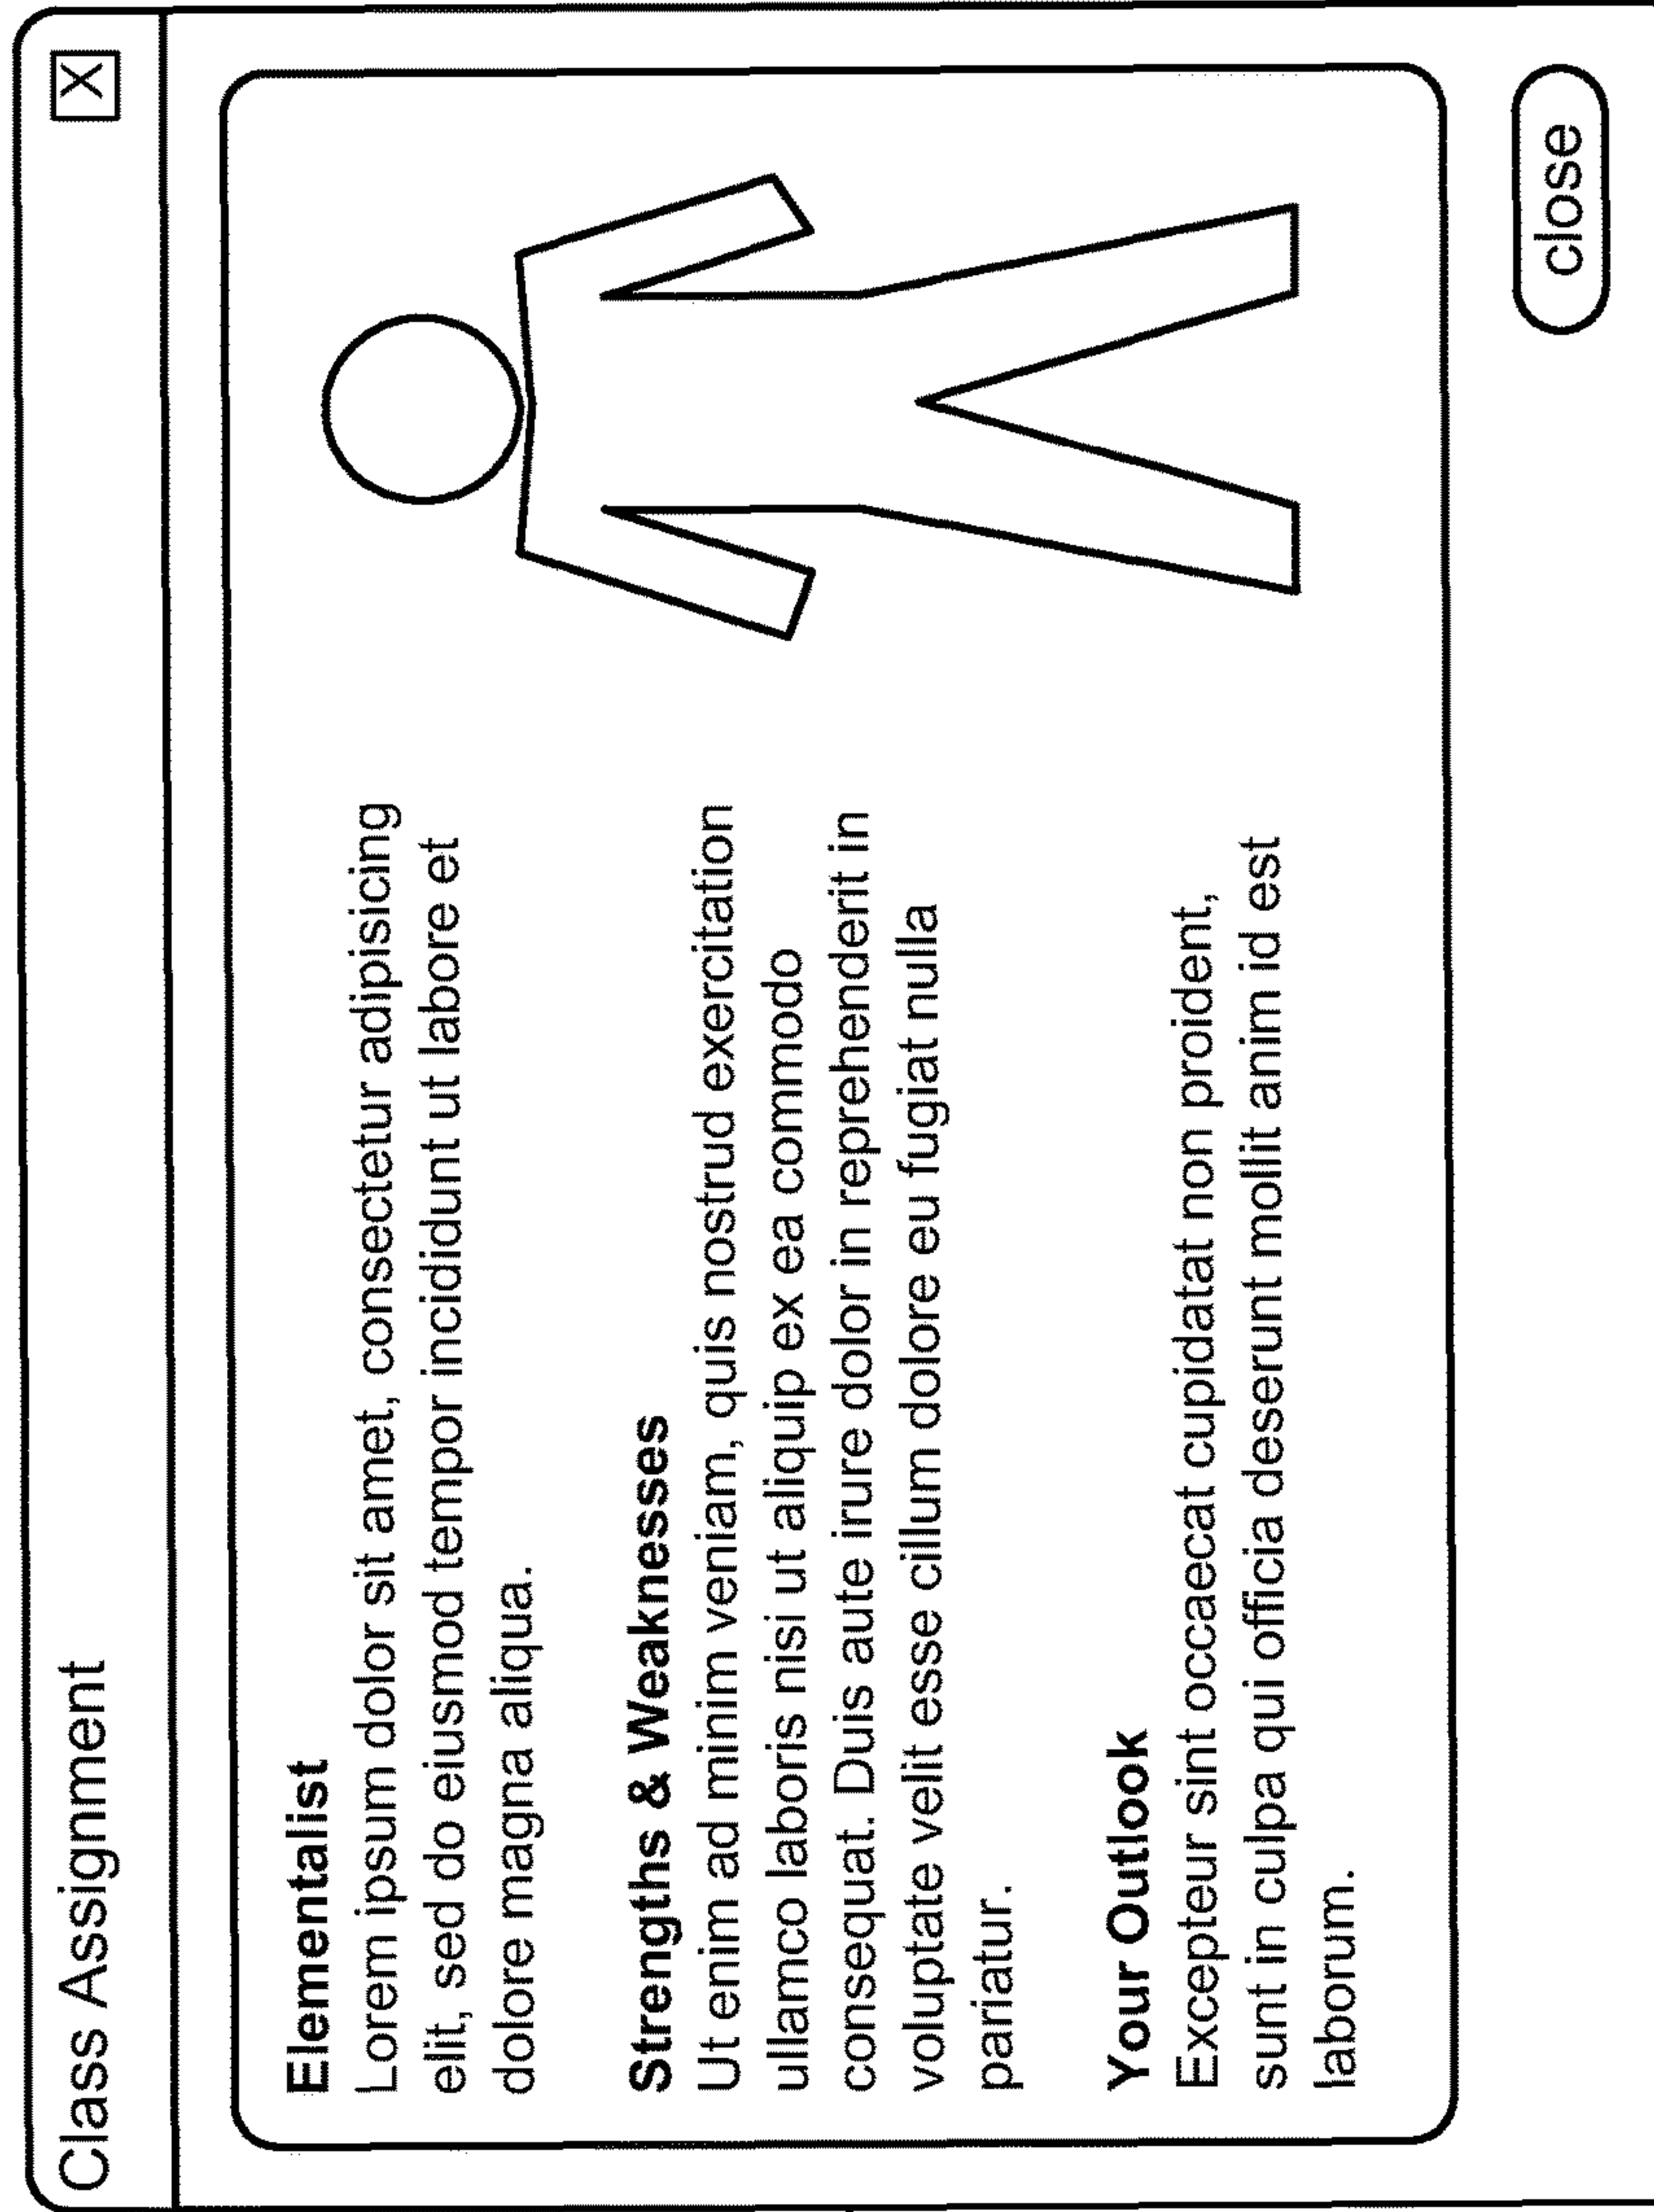 Class Assignment
X
Elementalist
Lorem ipsum dolor sit amet, consectetur adipisicing
elit, sed do eiusmod tempor incididunt ut labore et
dolore magna aliqua.
Strengths & Weaknesses
Ut enim ad minim veniam, quis nostrud exercitation
ullamco laboris nisi ut aliquip ex ea commodo
consequat. Duis aute irure dolor in reprehenderit in
voluptate velit esse cillum dolore eu fugiat nulla
pariatur.
Your Outlook
Excepteur sint occaecat cupidatat non proident,
sunt in culpa qui officia deserunt mollit anim id est
laborum.
close